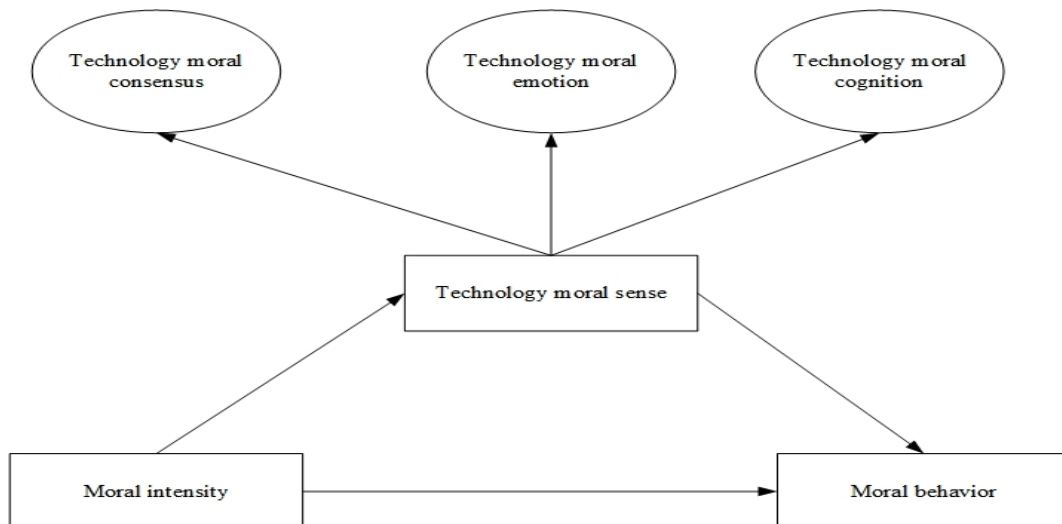 Technology moral
consensus
Technology moral
emotion
Technology moral
cognition
Technology moral sense
Moral intensity
Moral behavior